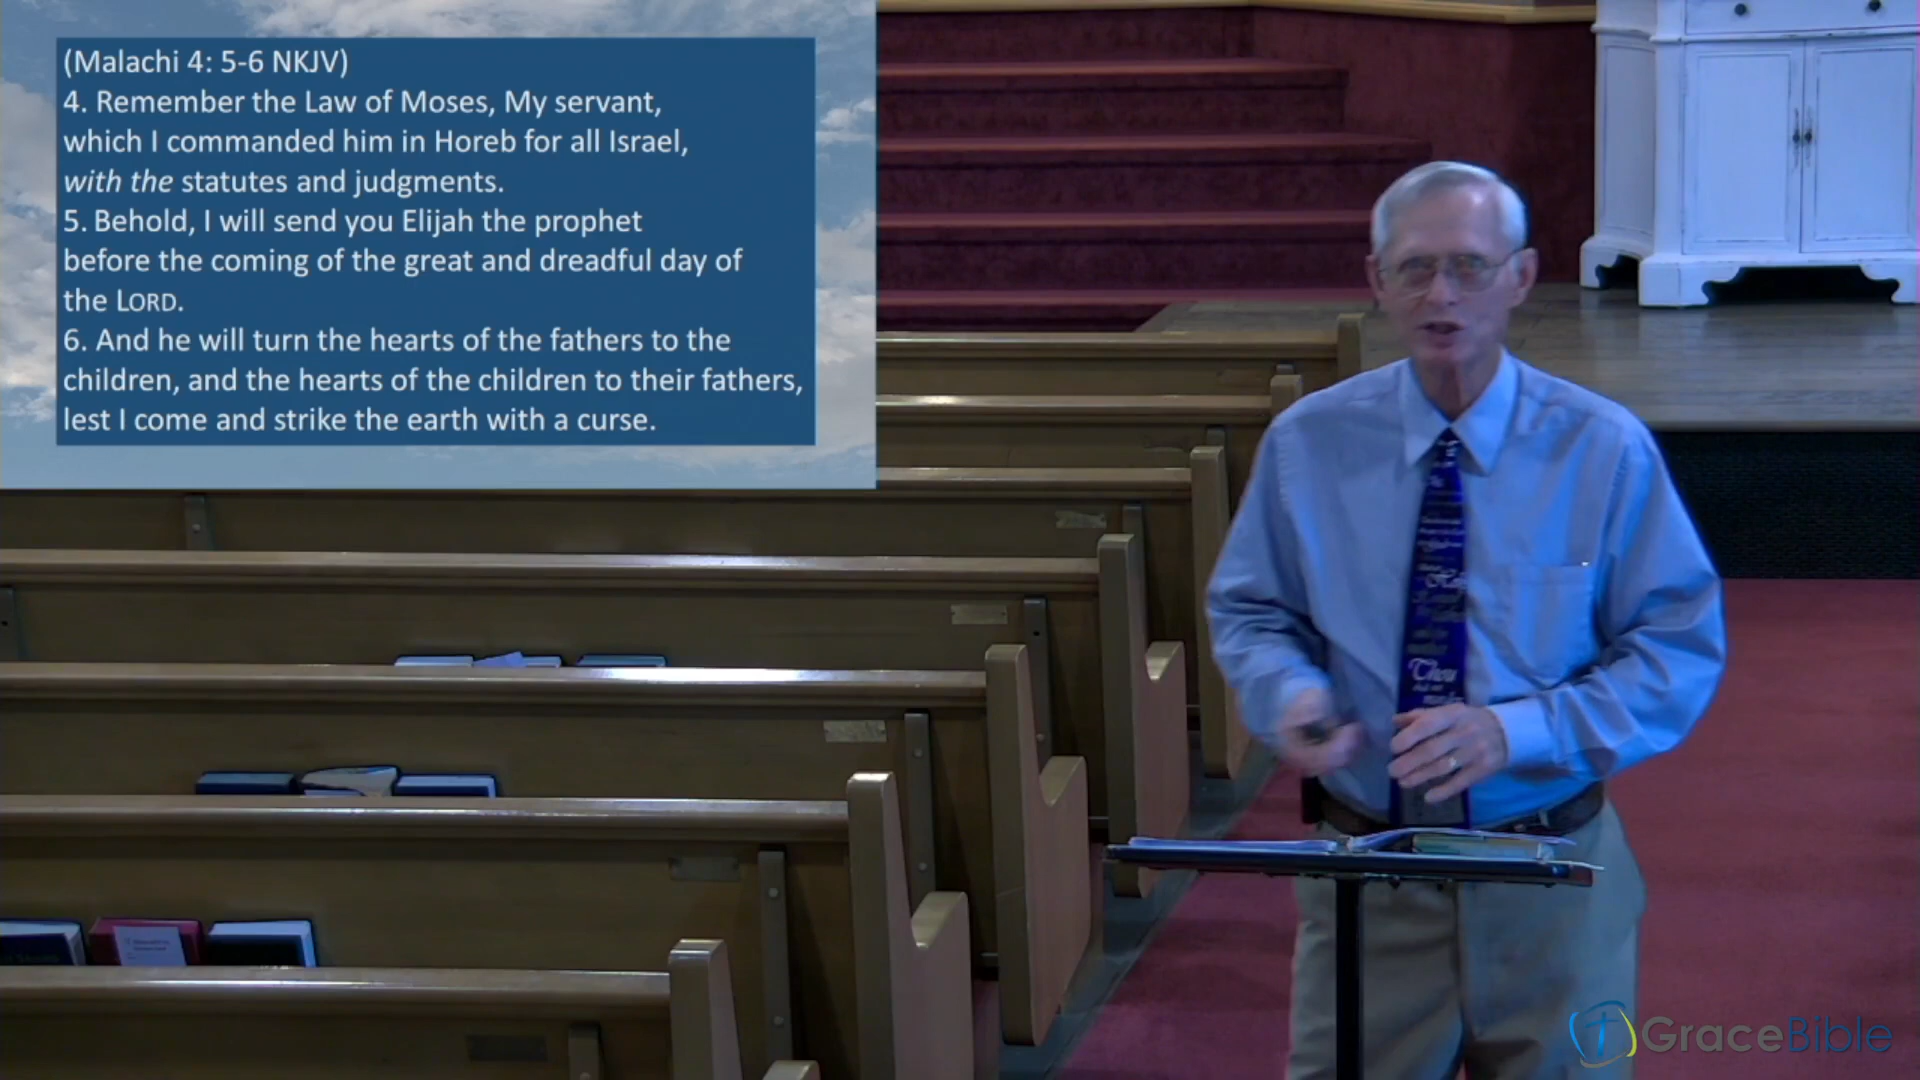 (Malachi 4: 5-6 NKJV)
4. Remember the Law of Moses, My servant,
which I commanded him in Horeb for all Israel,
with the statutes and judgments.
5. Behold, I will send you Elijah the prophet
before the coming of the great and dreadful day of
the LORD.
6. And he will turn the hearts of the fathers to the
children, and the hearts of the children to their fathers,
lest I come and strike the earth with a curse.
Thou
GraceBible